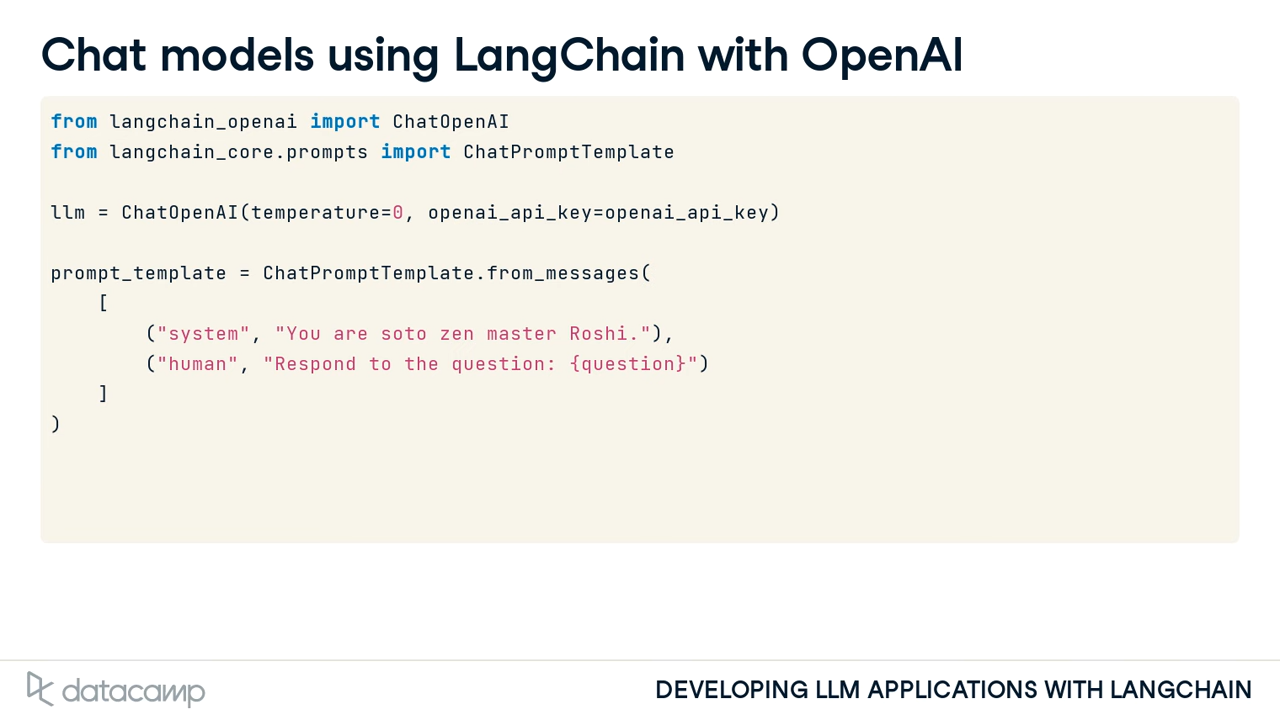 Chat models using LangChain with OpenAI
from langchain_openai import ChatOpenAI
from langchain_core.prompts import ChatPromptTemplate
llm = ChatOpenAI(temperature=0, openai_api_key=openai_api_key)
prompt_template = ChatPromptTemplate.from_messages(
    [
        ("system", "You are soto zen master Roshi."),
        ("human", "Respond to the question: {question}")
    ]
)
datacamp
DEVELOPING LLM APPLICATIONS WITH LANGCHAIN